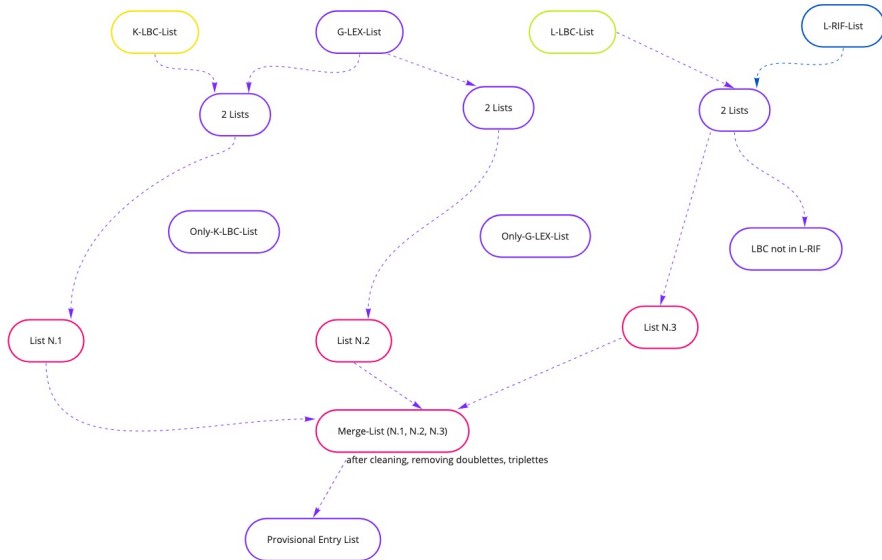 K-LBC-List
G-LEX-List
L-LBC-List
L-RIF-List
2 Lists
2 Lists
2 Lists
Only-K-LBC-List
Only-G-LEX-List
LBC not in L-RIF
List N.1
List N.2
List N.3
Merge-List (N.1, N.2, N.3)
after cleaning, removing doublettes, triplettes
Provisional Entry List